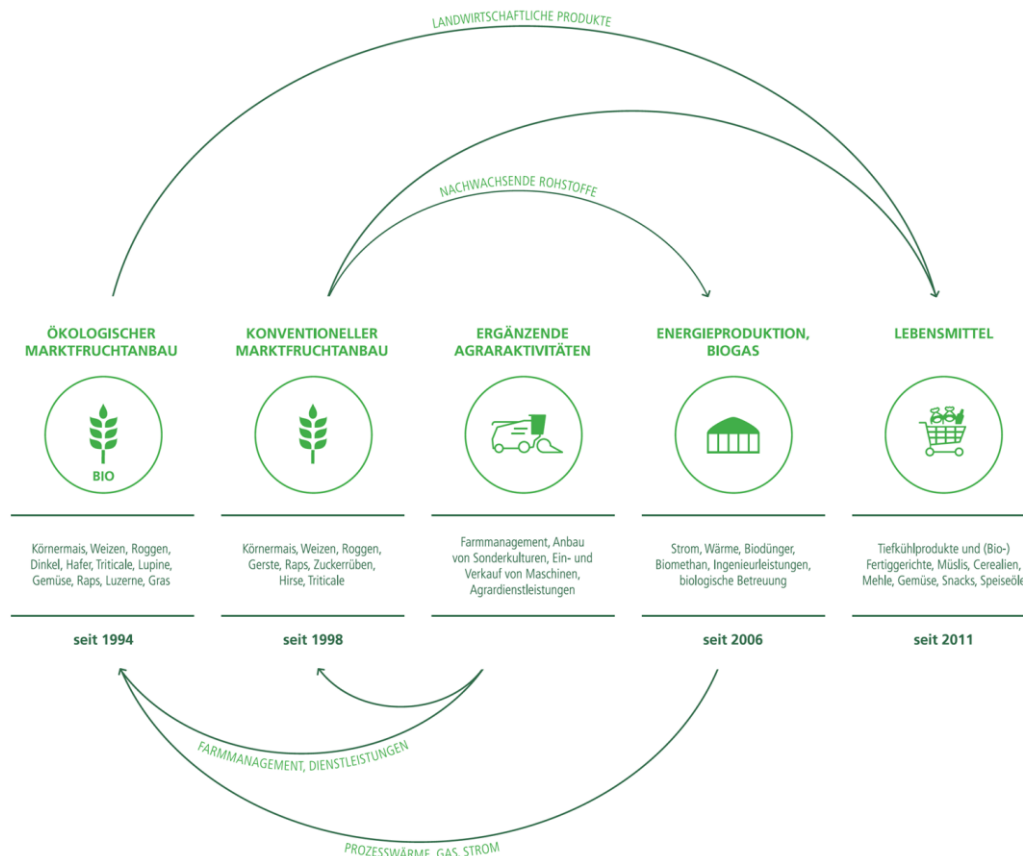 LANDWIRTSCHAFTLICHE PRODUKTE
NACHWACHSENDE ROHSTOFFE
ÖKOLOGISCHER
MARKTFRUCHTANBAU
BIO
Körnermais, Weizen, Roggen,
Dinkel, Hafer, Triticale, Lupine,
Gemüse, Raps, Luzerne, Gras
seit 1994
KONVENTIONELLER
MARKTFRUCHTANBAU
Körnermais, Weizen, Roggen,
Gerste, Raps, Zuckerrüben,
Hirse, Triticale
seit 1998
ERGÄNZENDE
AGRARAKTIVITÄTEN
Farmmanagement, Anbau
von Sonderkulturen, Ein- und
Verkauf von Maschinen,
Agrardienstleistungen
ENERGIEPRODUKTION,
BIOGAS
Strom, Wärme, Biodünger,
Biomethan, Ingenieurleistungen,
biologische Betreuung
seit 2006
LEBENSMITTEL
Tiefkühlprodukte und (Bio-)
Fertiggerichte, Müslis, Cerealien,
Mehle, Gemüse, Snacks, Speiseöle
seit 2011
FARMMANAGEMENT, DIENSTLEISTUNGEN
PROZESSWÄRME, GAS, STROM